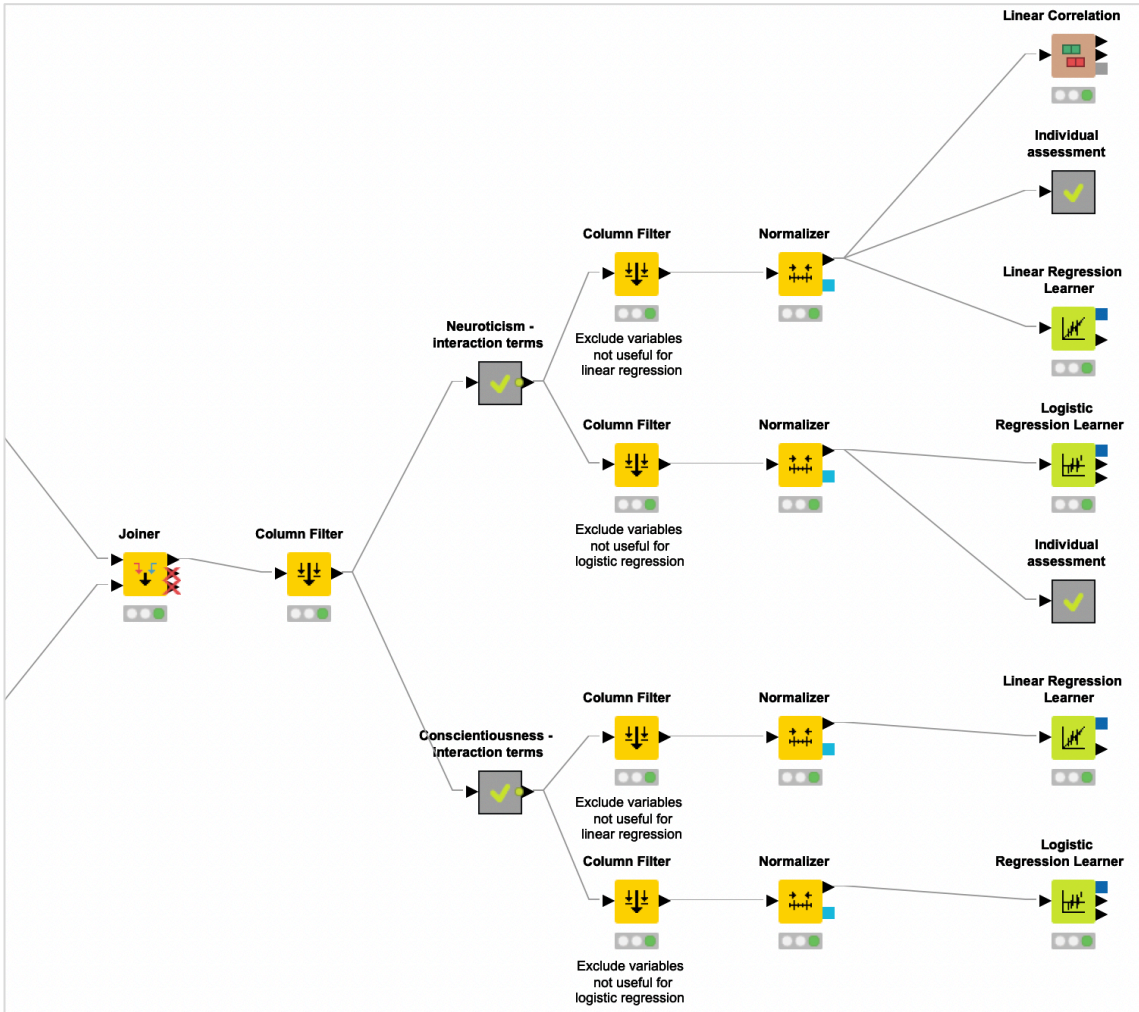 Linear Correlation
Individual
assessment
Column Filter
Normalizer
Linear Regression
Learner
Exclude variables
not useful for
linear regression
Neuroticism -
interaction terms
Column Filter
Normalizer
Logistic
Regression Learner
Exclude variables
not useful for
logistic regression
Joiner
Column Filter
Individual
assessment
Column Filter
Normalizer
Linear Regression
Learner
Conscientiousness -
interaction terms
Exclude variables
not useful for
linear regression
Column Filter
Normalizer
Logistic
Regression Learner
Exclude variables
not useful for
logistic regression